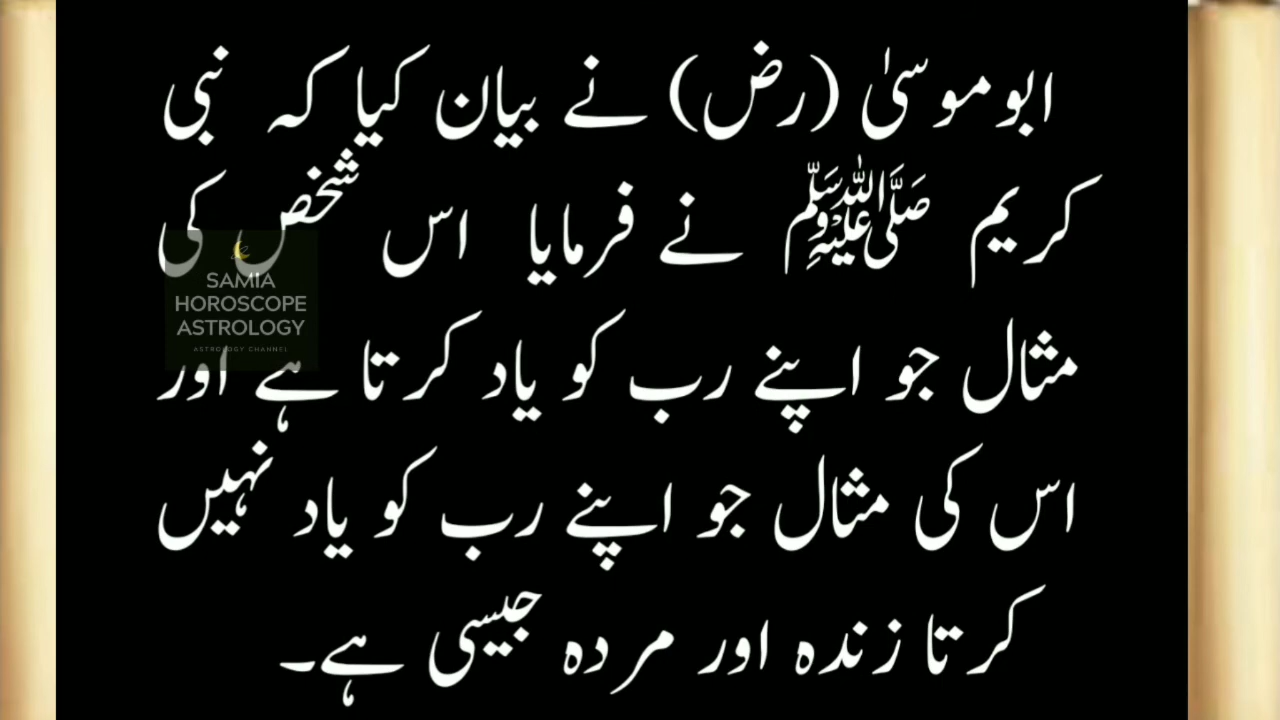 ابوموسیٰ (رض) نے بیان کیا کہ نبی
کریم ﷺ نے فرمایا اس شخص کی
مثال جو اپنے رب کو یاد کرتا ہے اور
اس کی مثال جو اپنے رب کو یاد نہیں
کرتا زندہ اور مردہ جیسی ہے۔
SAMIA
HOROSCOPE
ASTROLOGY
ASTROLOGY CHANNEL